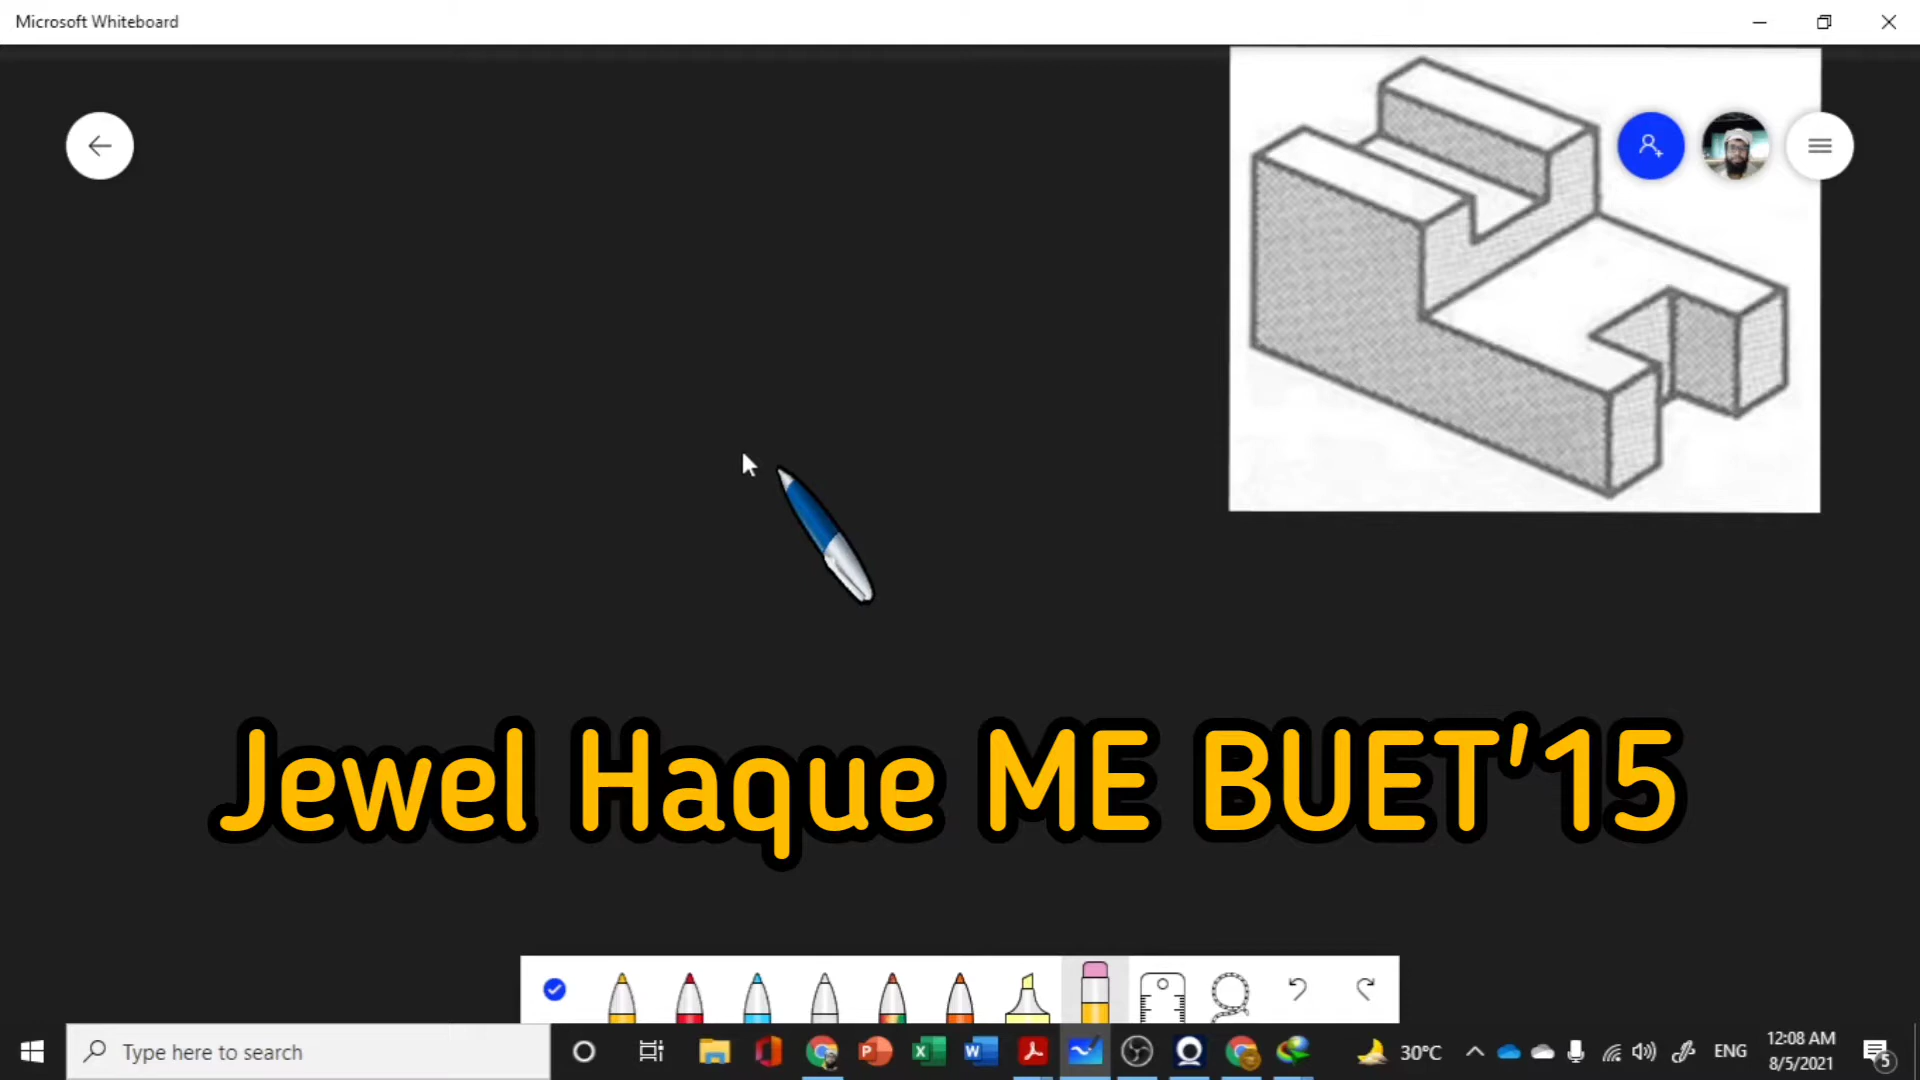 Microsoft Whiteboard
Jewel Haque ME BUET'15
Type here to search
30°C
ENG
12:08 AM
8/5/2021
5